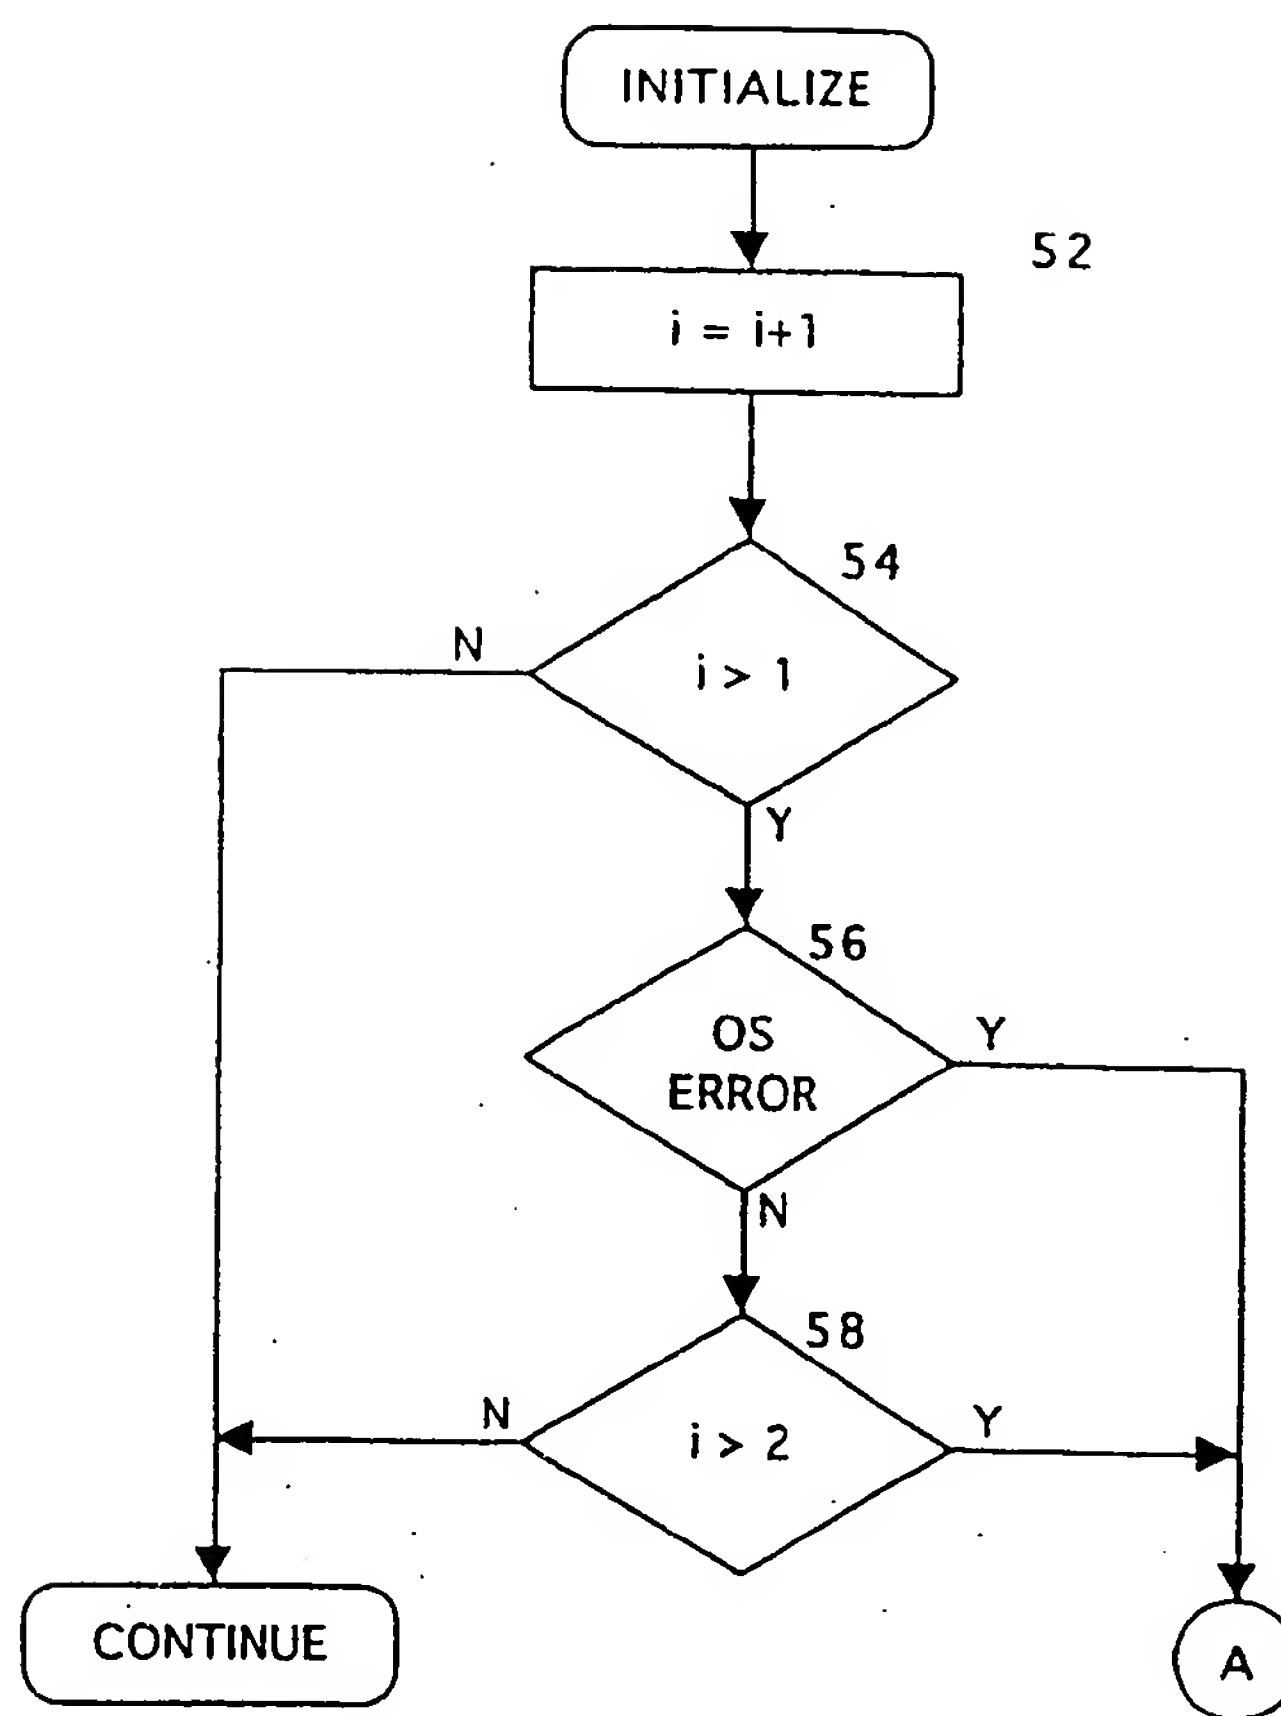 INITIALIZE
52
i = i+1
54
N
i > 1
Y
56
OS
ERROR
Y
N
58
N
i > 2
Y
CONTINUE
A